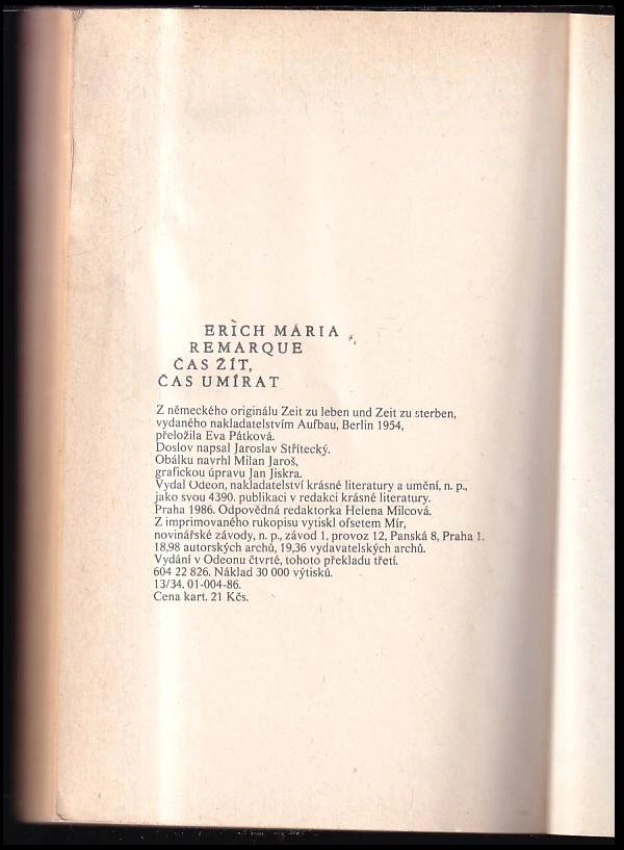 ERICH MARIA
REMARQUE
ČAS ŽÍT,
ČAS UMÍRAT
Z německého originálu Zeit zu leben und Zeit zu sterben,
vydaného nakladatelstvím Aufbau, Berlin 1954,
přeložila Eva Pátková.
Doslov napsal Jaroslav Střítecký.
Obálku navrhl Milan Jaroš,
grafickou úpravu Jan Jiskra.
Vydal Odeon, nakladatelství krásné literatury a umění, n. p.,
jako svou 4390. publikaci v redakci krásné literatury.
Praha 1986. Odpovědná redaktorka Helena Milcová.
Z imprimovaného rukopisu vytiskl ofsetem Mír,
novinářské závody, n. p., závod 1, provoz 12, Panská 8, Praha 1.
18,98 autorských archů, 19,36 vydavatelských archů.
Vydání v Odeonu čtvrté, tohoto překladu třetí.
604 22 826. Náklad 30 000 výtisků.
13/34. 01-004-86.
Cena kart. 21 Kčs.